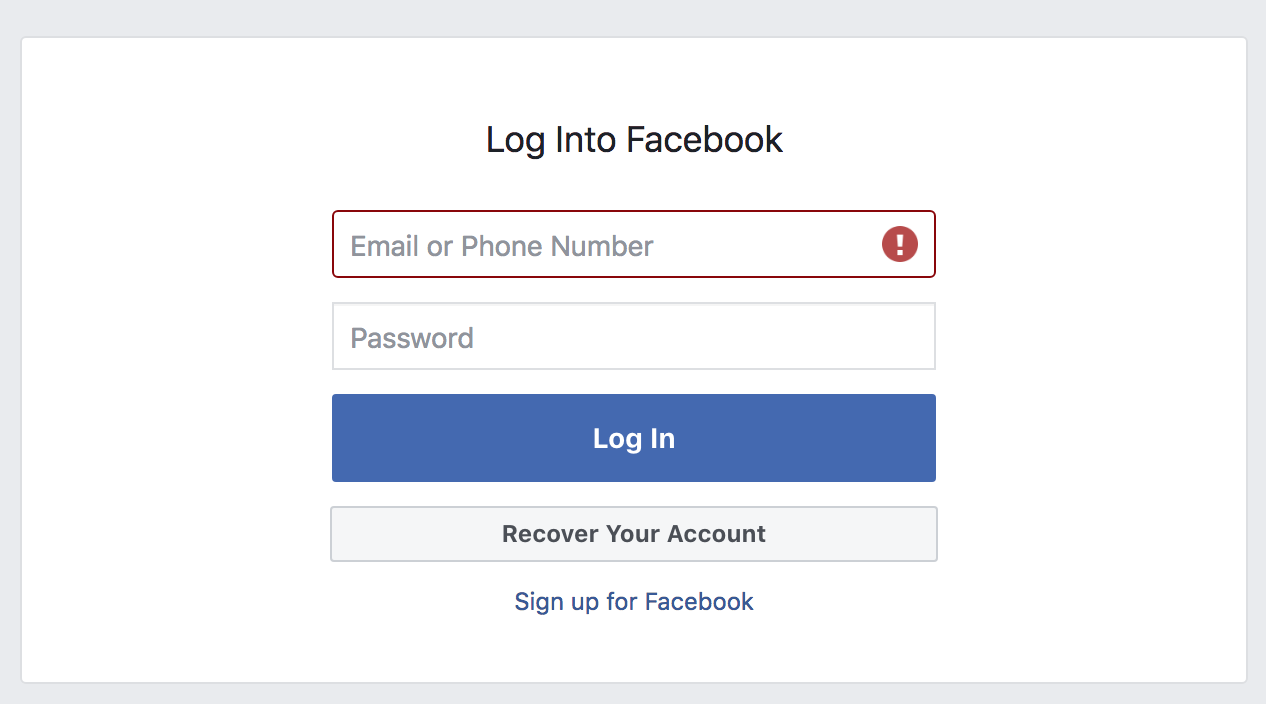 Log Into Facebook
Email or Phone Number
Password
Log In
Recover Your Account
Sign up for Facebook